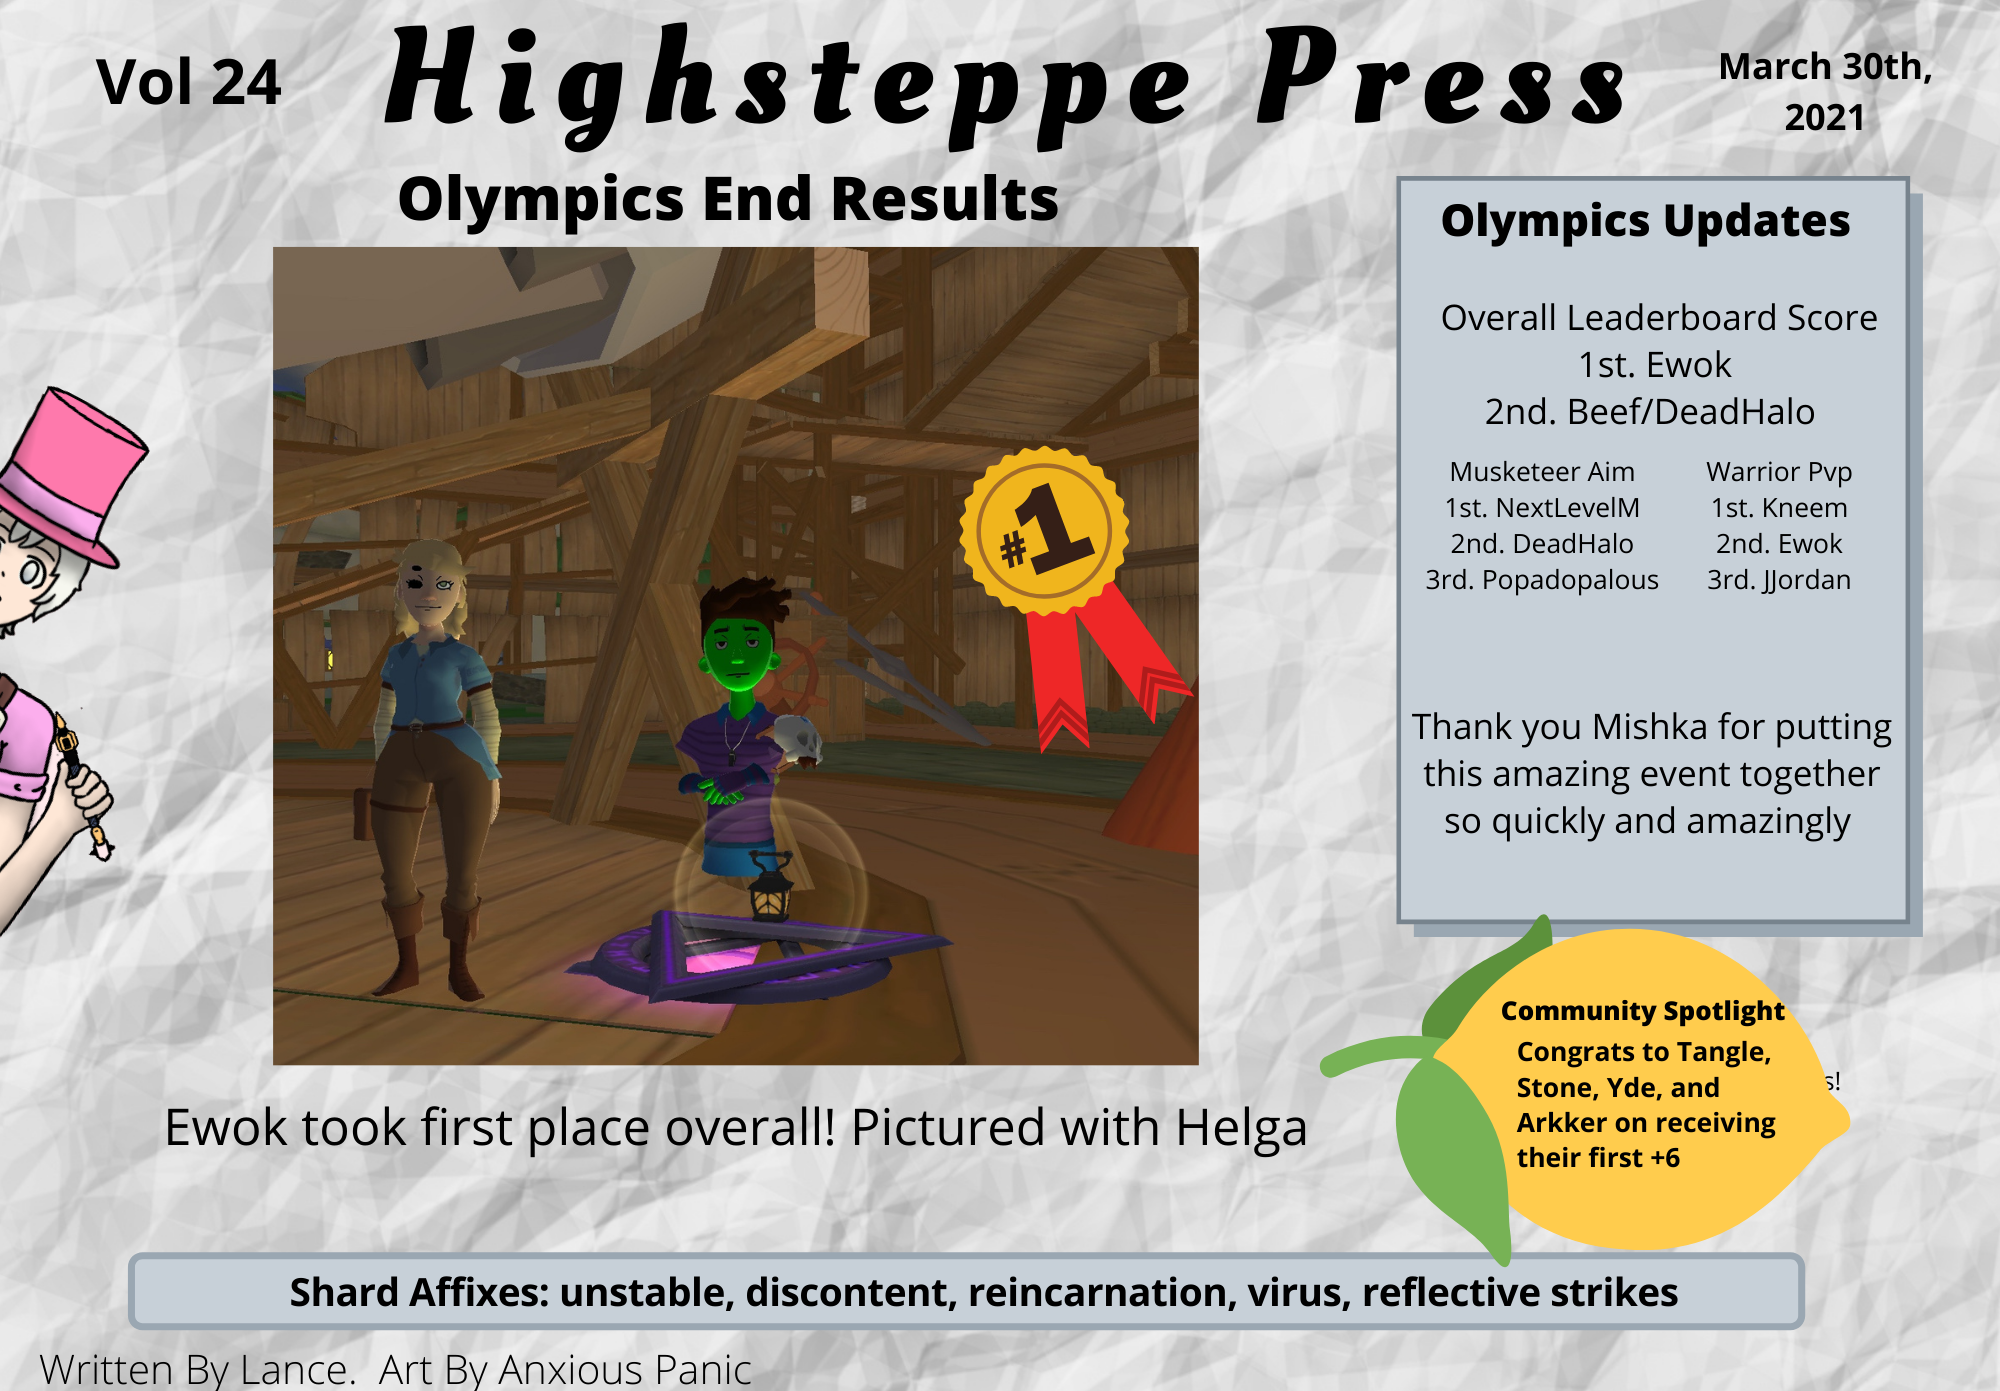 Vol 24
Highsteppe Press
March 30th,
2021
Olympics End Results
#1
Ewok took first place overall! Pictured with Helga
Olympics Updates
Overall Leaderboard Score
1st. Ewok
2nd. Beef/DeadHalo
Musketeer Aim
1st. NextLevelM
2nd. DeadHalo
3rd. Popadopalous
Warrior Pvp
1st. Kneem
2nd. Ewok
3rd. JJordan
Thank you Mishka for putting
this amazing event together
so quickly and amazingly
Community Spotlight
Congrats to Tangle,
Stone, Yde, and
Arkker on receiving
their first +6
s!
Shard Affixes: unstable, discontent, reincarnation, virus, reflective strikes
Written By Lance. Art By Anxious Panic